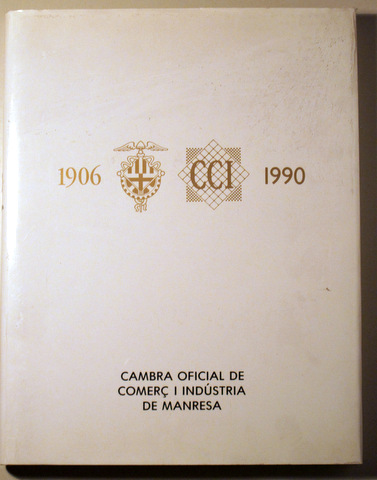 1906 CCI 1990
CAMBRA OFICIAL DE
COMERÇ I INDÚSTRIA
DE MANRESA